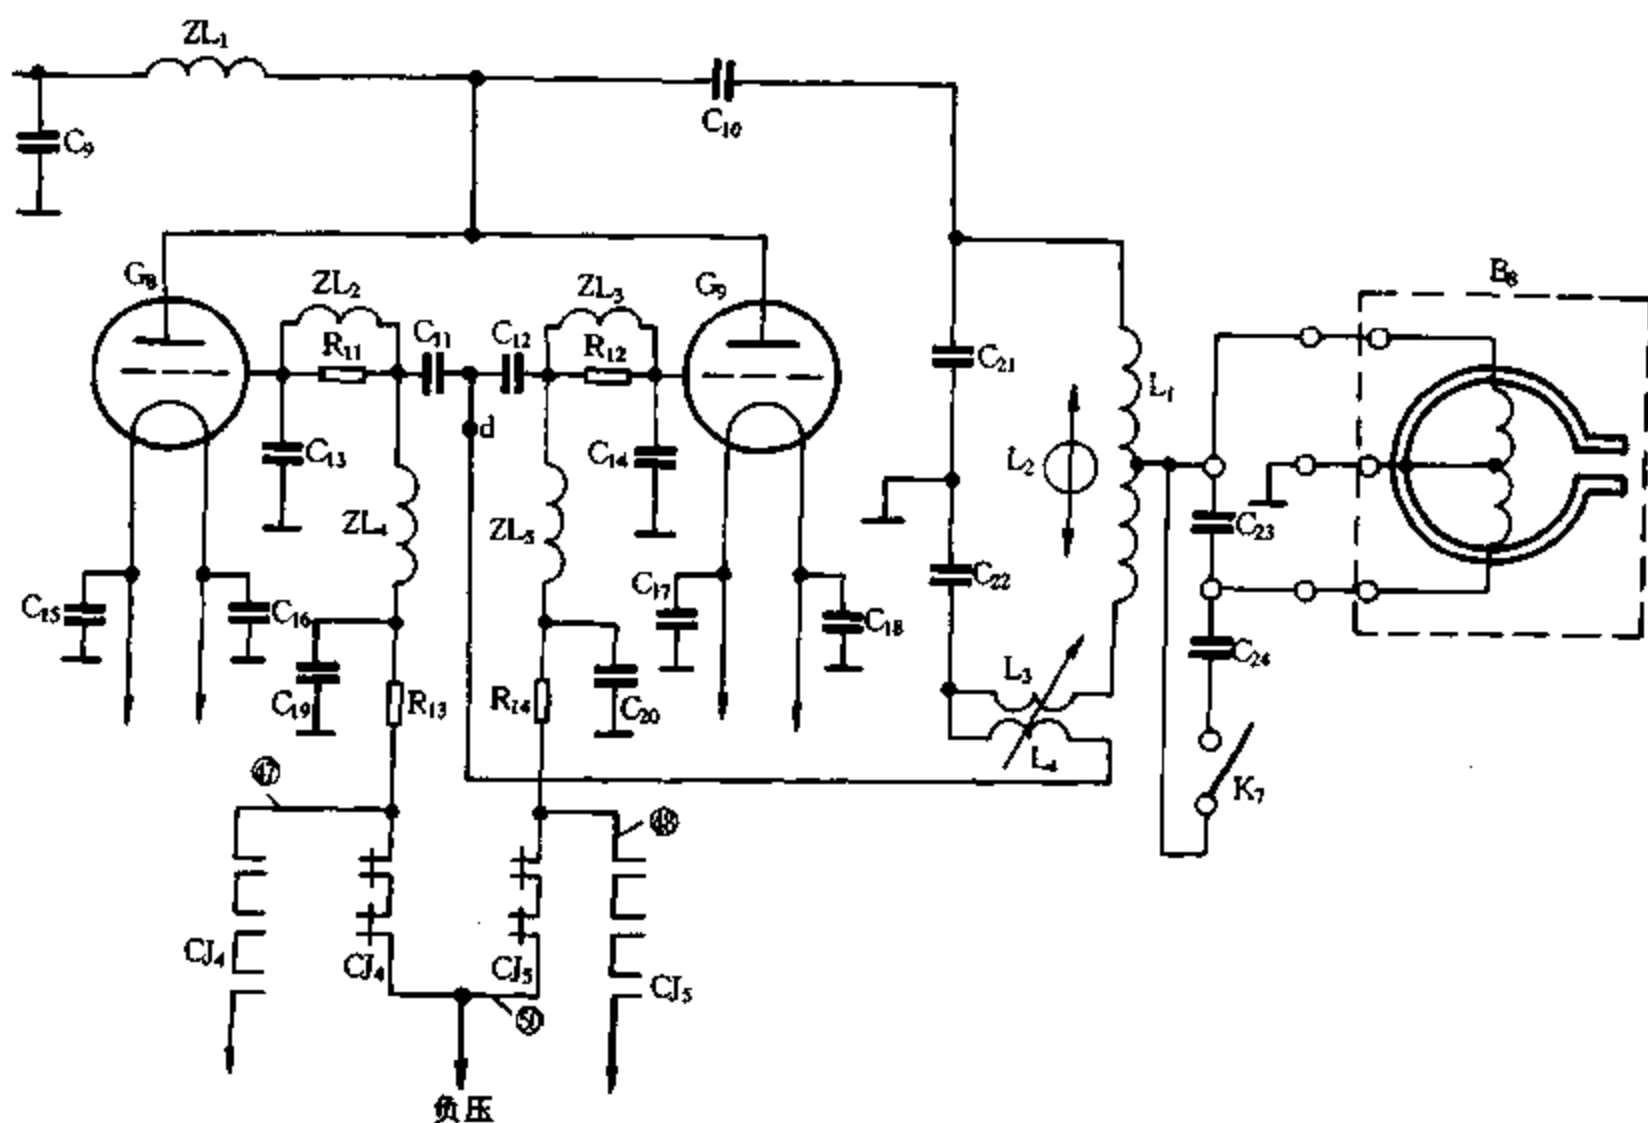 ZL₁
C₉
C₁₀
G₈
ZL₂
R₁₁
C₁₁
C₁₂
ZL₃
R₁₂
G₉
d
C₁₃
C₁₄
C₂₁
L₁
L₂
B₈
ZL₄
ZL₅
C₂₂
C₂₃
C₁₅
C₁₆
C₁₇
C₁₈
C₂₄
C₁₉
R₁₃
R₁₄
C₂₀
L₃
L₄
K₇
㊼
㊽
CJ₄
CJ₄
CJ₅
CJ₅
㊿
负压